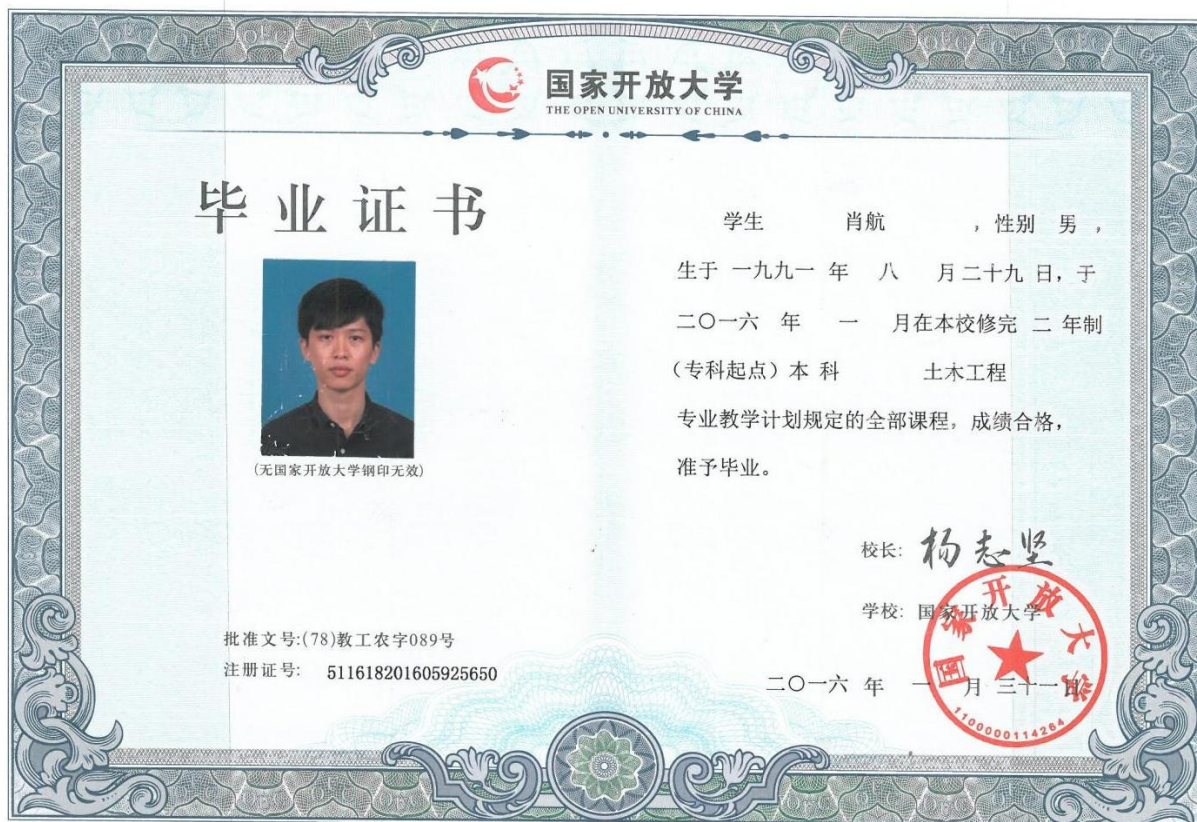 国家开放大学
THE OPEN UNIVERSITY OF CHINA
毕业证书
(无国家开放大学钢印无效)
批准文号:(78)教工农字089号
注册证号: 511618201605925650
学生 肖航 ,性别 男 ,
生于 一九九一 年 八 月二十九 日,于
二〇一六 年 一 月在本校修完 二 年制
(专科起点)本 科 土木工程
专业教学计划规定的全部课程,成绩合格,
准予毕业。
校长: 杨志坚
学校: 国家开放大学
二〇一六 年 一 月 三十一日
国家开放大学
1100000114264